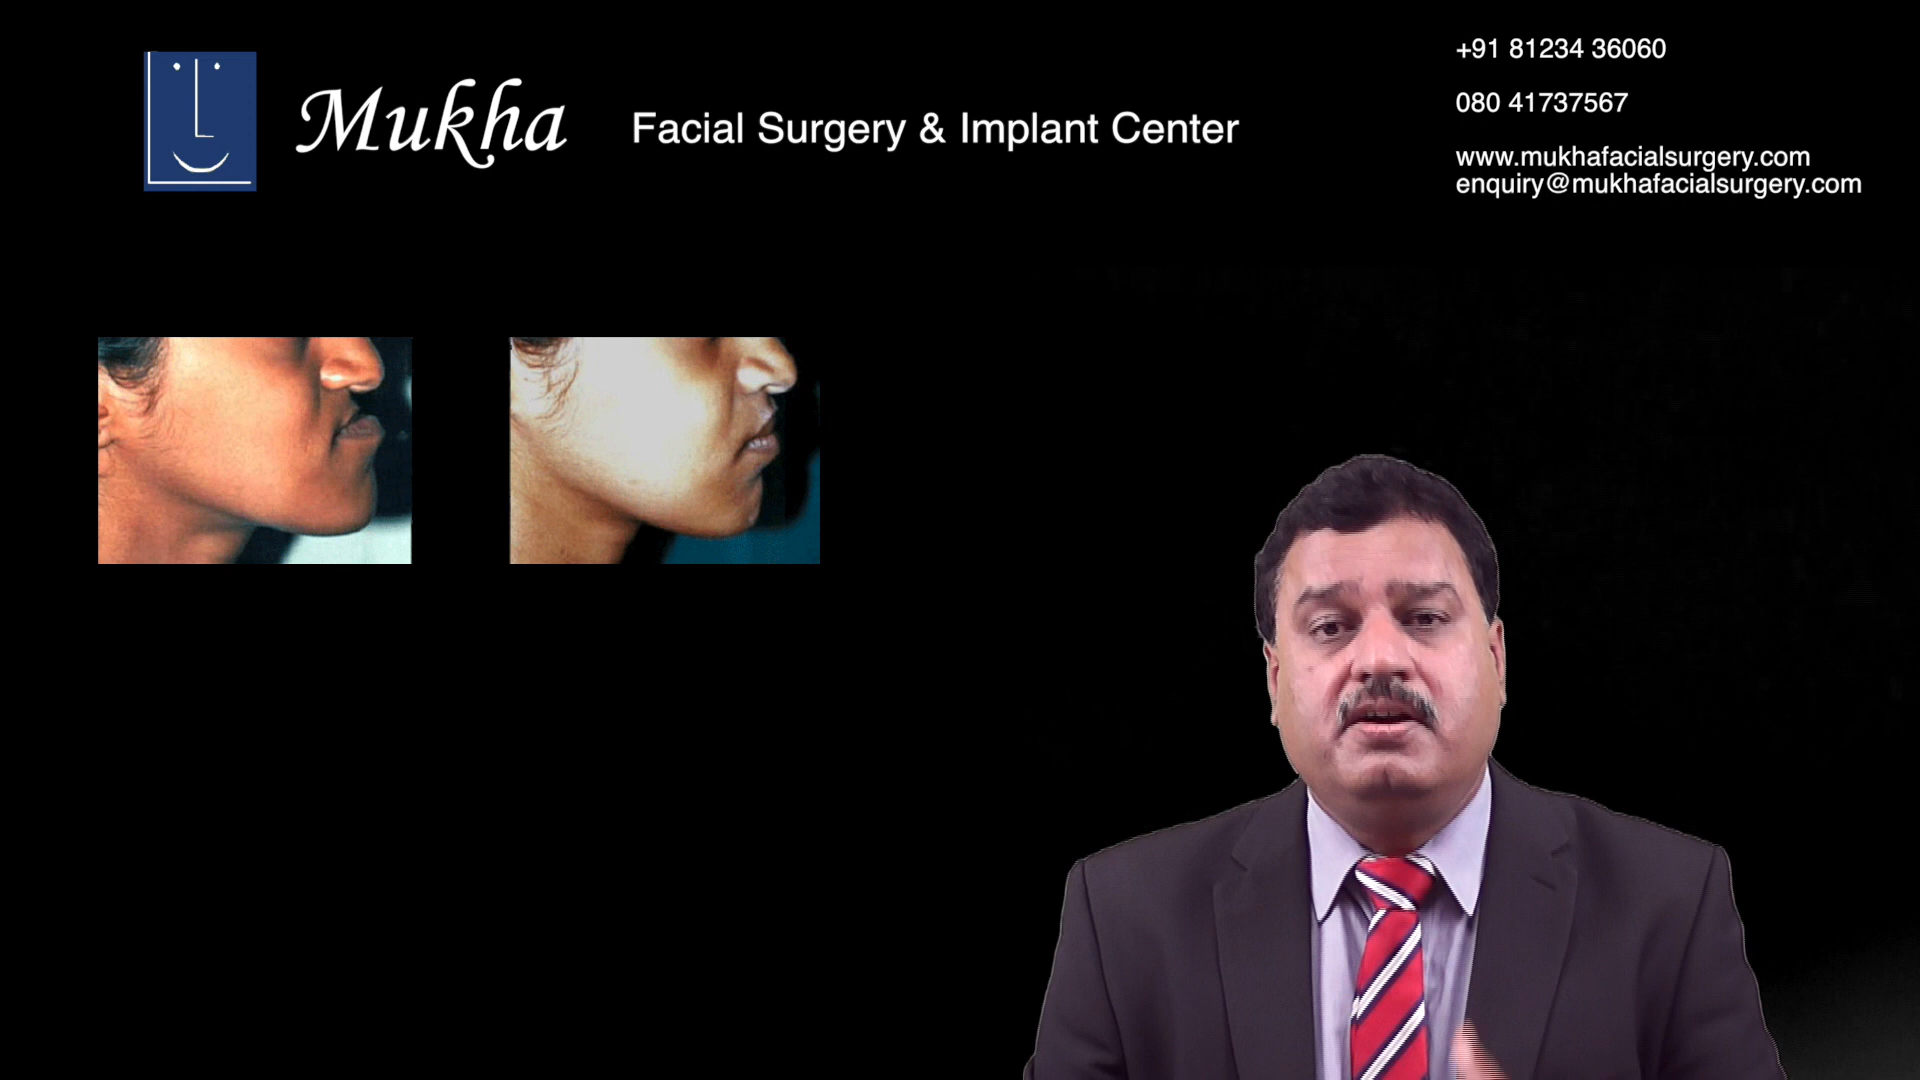 Mukha
Facial Surgery & Implant Center
+91 81234 36060
080 41737567
www.mukhafacialsurgery.com
enquiry@mukhafacialsurgery.com